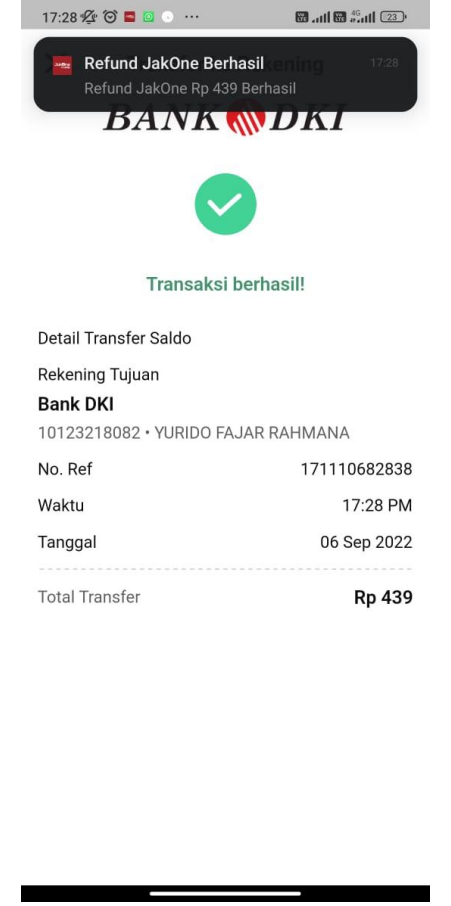 17:28
4G
23
Refund JakOne Berhasil 17:28
Refund JakOne Rp 439 Berhasil
BANK DKI
Transaksi berhasil!
Detail Transfer Saldo
Rekening Tujuan
Bank DKI
10123218082 • YURIDO FAJAR RAHMANA
No. Ref 171110682838
Waktu 17:28 PM
Tanggal 06 Sep 2022
Total Transfer Rp 439